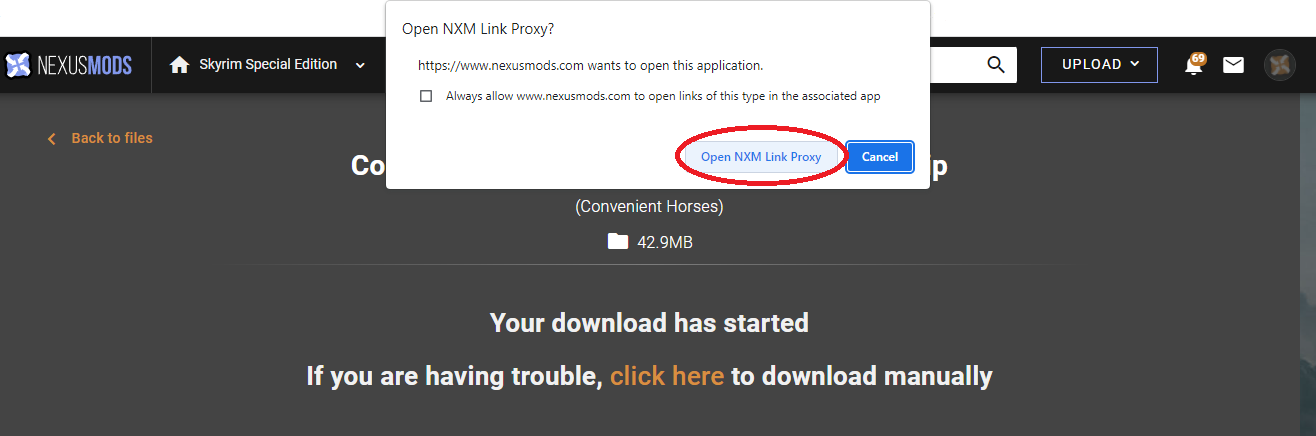 Open NXM Link Proxy?
https://www.nexusmods.com wants to open this application.
Always allow www.nexusmods.com to open links of this type in the associated app
Open NXM Link Proxy Cancel
NEXUSMODS Skyrim Special Edition UPLOAD 69
Back to files
(Convenient Horses)
42.9MB
Your download has started
If you are having trouble, click here to download manually